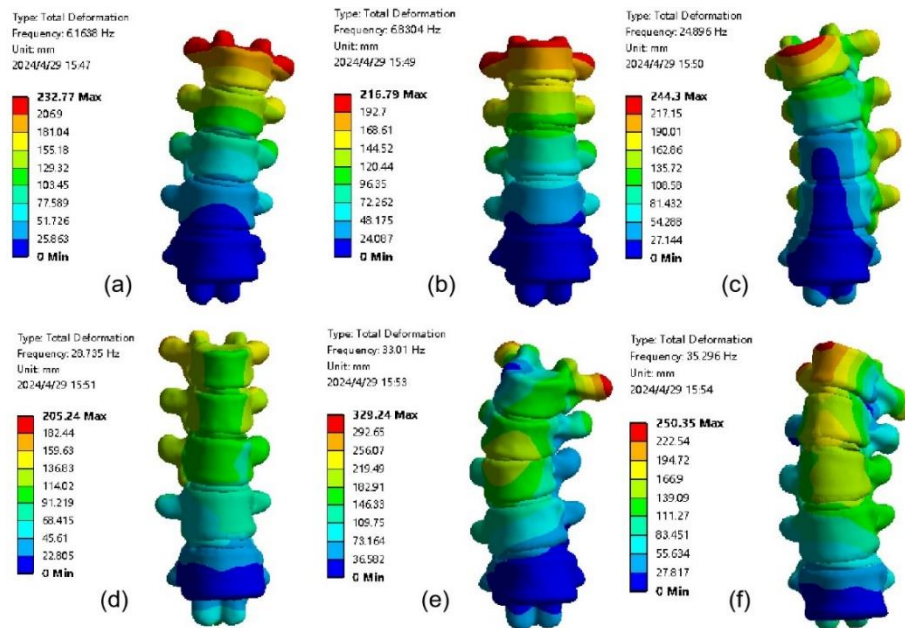 Type: Total Deformation
Frequency: 6.1638 Hz
Unit: mm
2024/4/29 15:47
232.77 Max
206.9
181.04
155.18
129.32
103.45
77.589
51.726
25.863
0 Min
(a)
Type: Total Deformation
Frequency: 6.8304 Hz
Unit: mm
2024/4/29 15:49
216.79 Max
192.7
168.61
144.52
120.44
96.35
72.262
48.175
24.087
0 Min
(b)
Type: Total Deformation
Frequency: 24.896 Hz
Unit: mm
2024/4/29 15:50
244.3 Max
217.15
190.01
162.86
135.72
108.58
81.432
54.288
27.144
0 Min
(c)
Type: Total Deformation
Frequency: 28.735 Hz
Unit: mm
2024/4/29 15:51
205.24 Max
182.44
159.63
136.83
114.02
91.219
68.415
45.61
22.805
0 Min
(d)
Type: Total Deformation
Frequency: 33.01 Hz
Unit: mm
2024/4/29 15:53
329.24 Max
292.65
256.07
219.49
182.91
146.33
109.75
73.164
36.582
0 Min
(e)
Type: Total Deformation
Frequency: 35.296 Hz
Unit: mm
2024/4/29 15:54
250.35 Max
222.54
194.72
166.9
139.09
111.27
83.451
55.634
27.817
0 Min
(f)